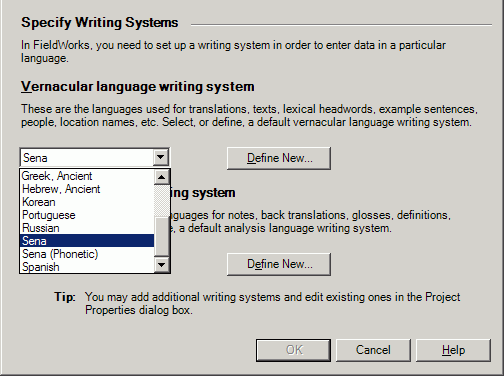 Specify Writing Systems
In FieldWorks, you need to set up a writing system in order to enter data in a particular
language.
Vernacular language writing system
These are the languages used for translations, texts, lexical headwords, example sentences,
people, location names, etc. Select, or define, a default vernacular language writing system.
Sena
Define New...
Greek, Ancient
Hebrew, Ancient
Korean
Portuguese
Russian
Sena
Sena (Phonetic)
Spanish
ing system
guages for notes, back translations, glosses, definitions,
, a default analysis language writing system.
Define New...
Tip: You may add additional writing systems and edit existing ones in the Project
Properties dialog box.
OK
Cancel
Help